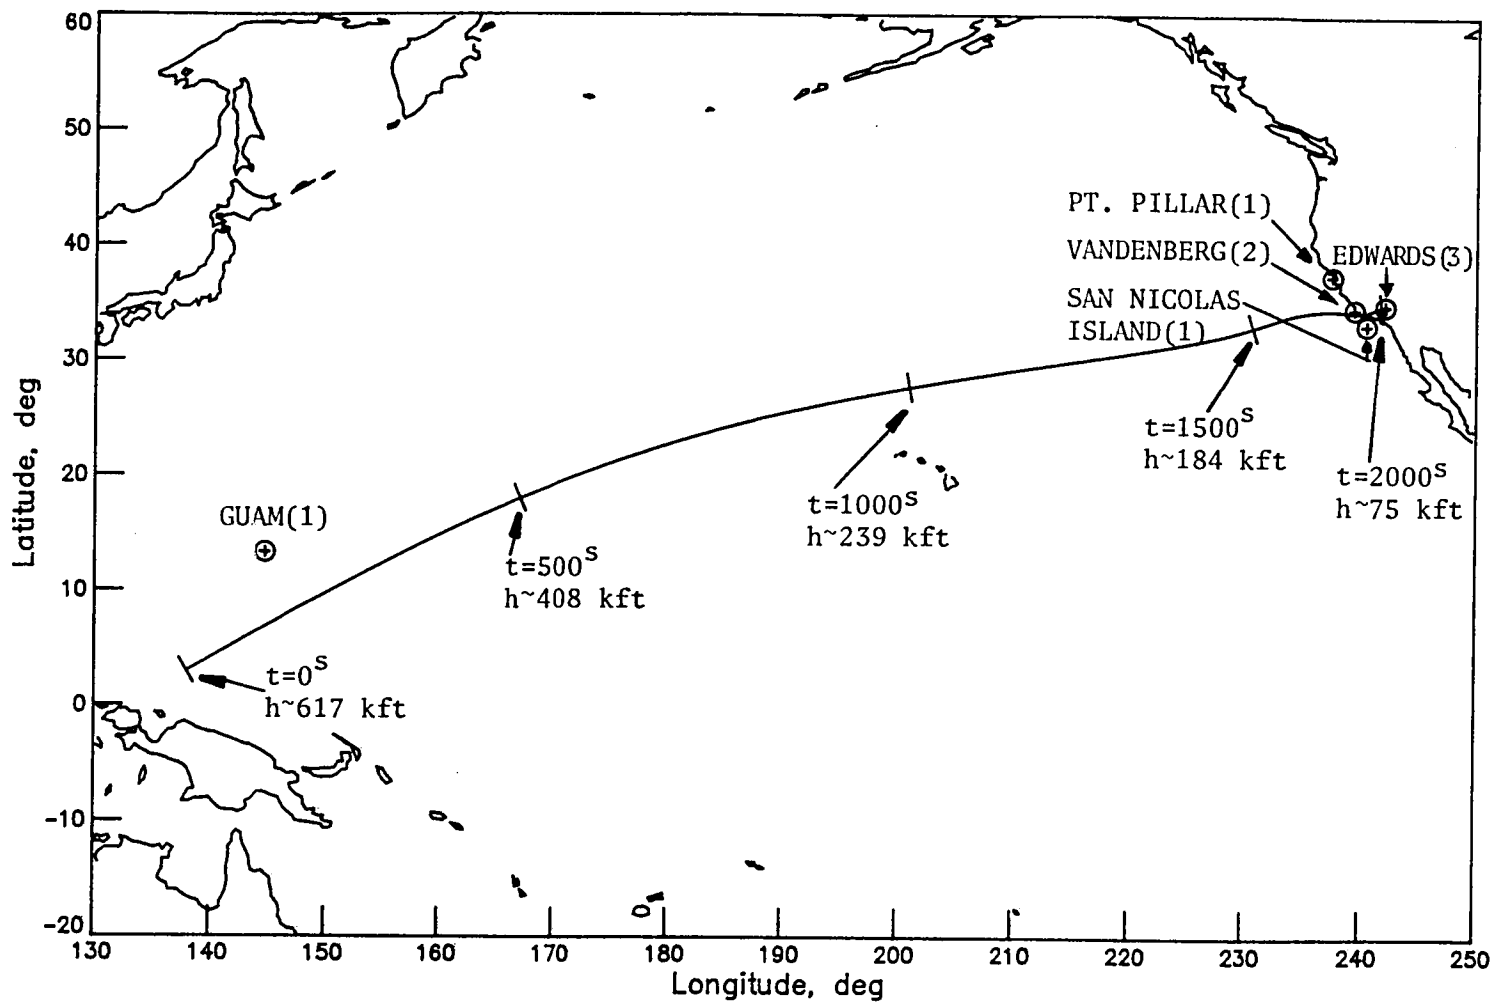 60
50
40
30
20
10
0
-10
-20
Latitude, deg
130 140 150 160 170 180 190 200 210 220 230 240 250
Longitude, deg
PT. PILLAR(1)
VANDENBERG(2)
EDWARDS(3)
SAN NICOLAS
ISLAND(1)
GUAM(1)
t=0ˢ
h~617 kft
t=500ˢ
h~408 kft
t=1000ˢ
h~239 kft
t=1500ˢ
h~184 kft
t=2000ˢ
h~75 kft